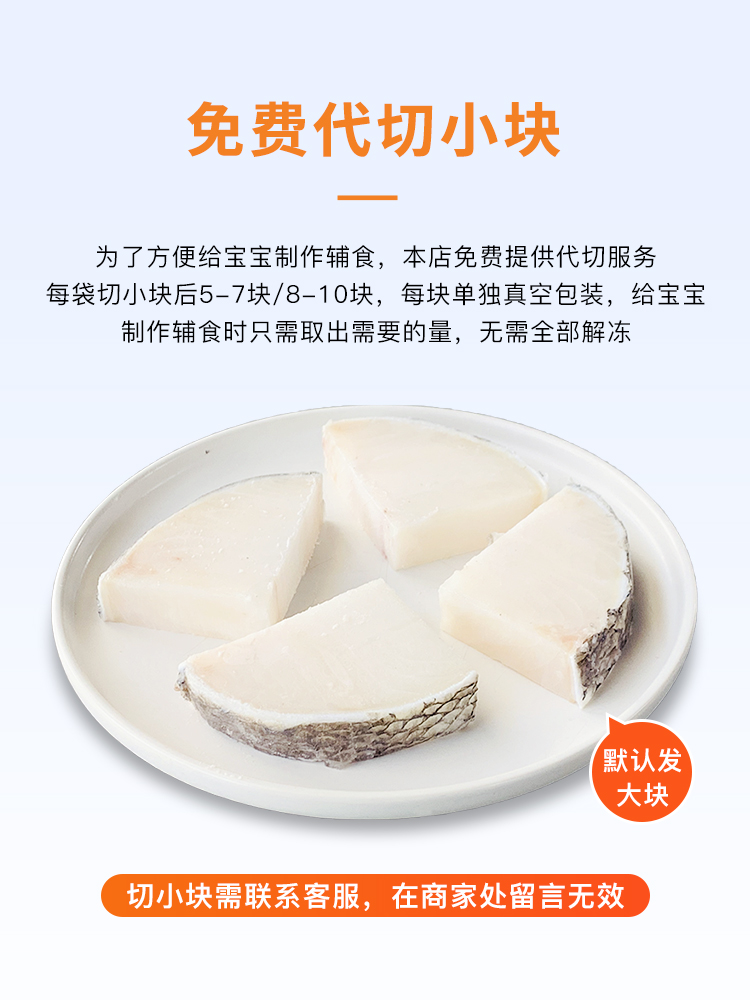 免费代切小块
为了方便给宝宝制作辅食，本店免费提供代切服务
每袋切小块后5-7块/8-10块，每块单独真空包装，给宝宝
制作辅食时只需取出需要的量，无需全部解冻
默认发
大块
切小块需联系客服，在商家处留言无效